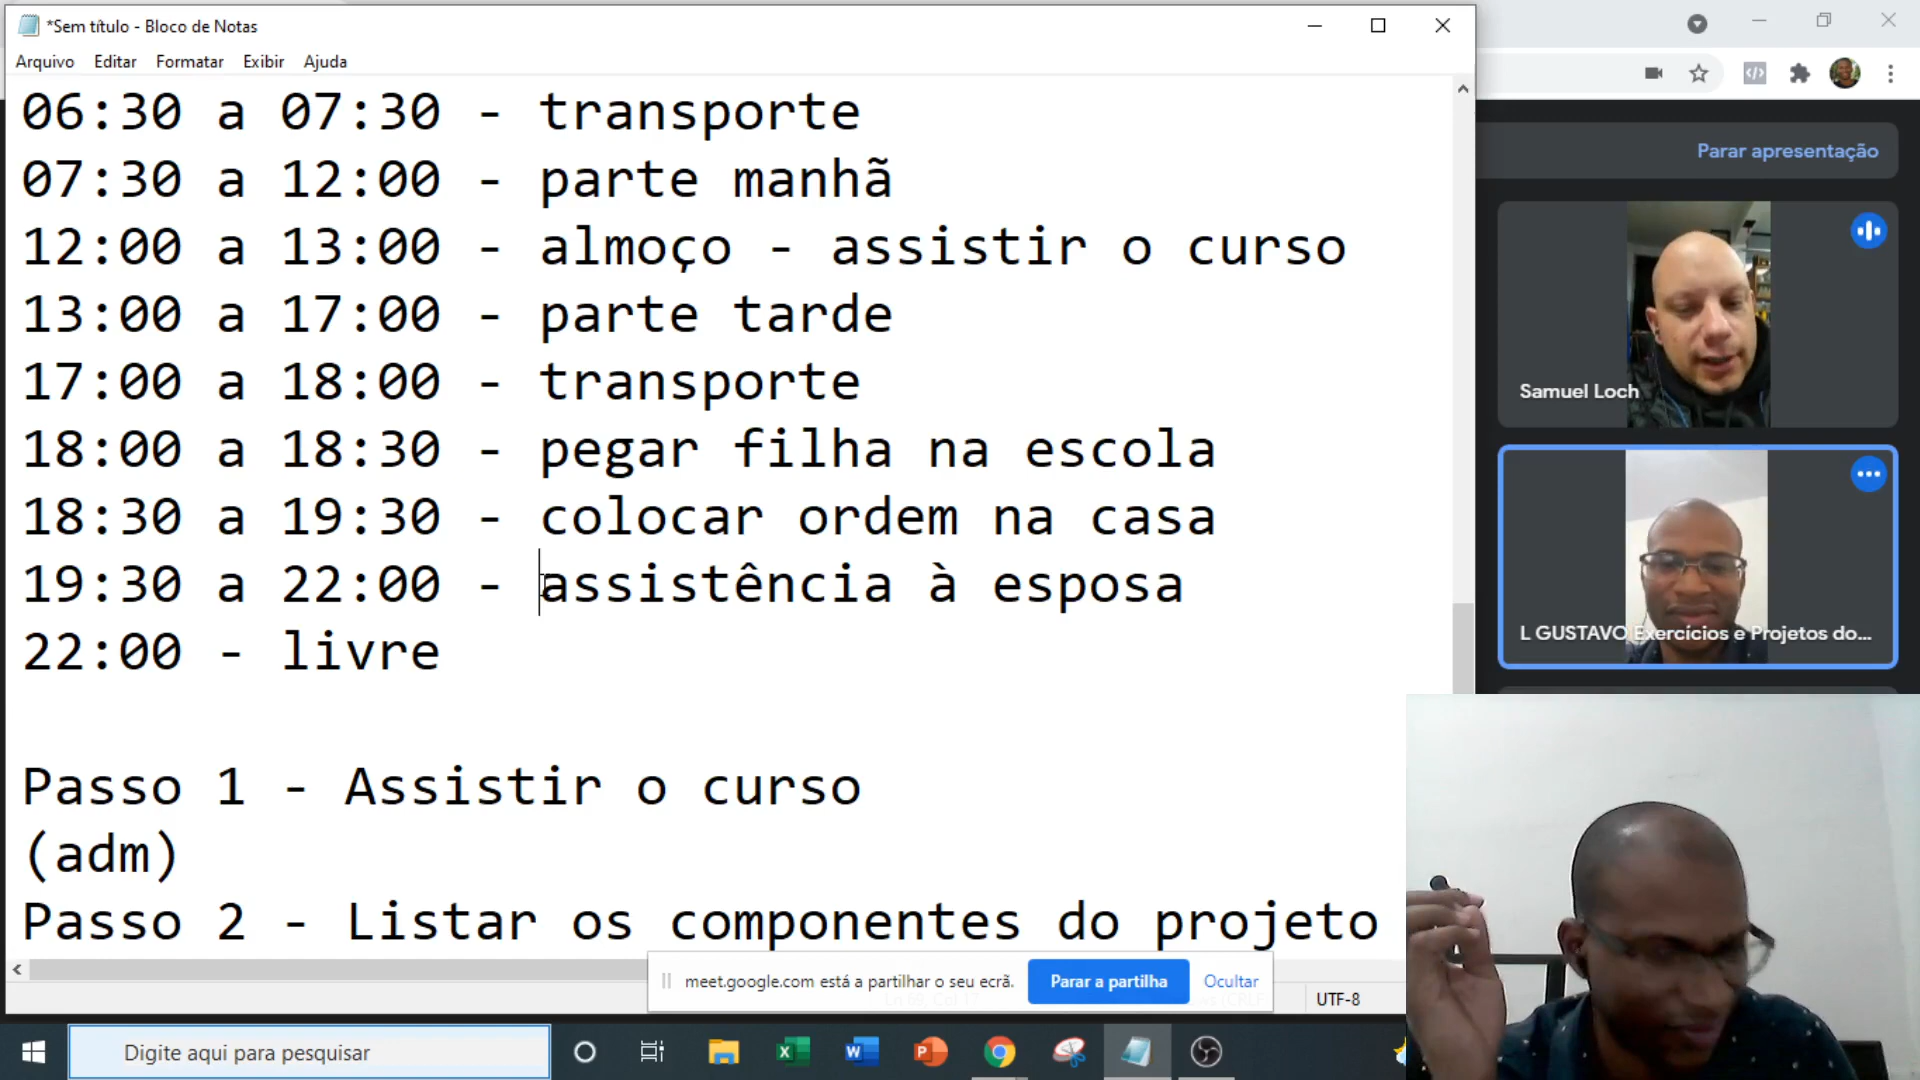 *Sem título - Bloco de Notas
Arquivo Editar Formatar Exibir Ajuda
06:30 a 07:30 - transporte
07:30 a 12:00 - parte manhã
12:00 a 13:00 - almoço - assistir o curso
13:00 a 17:00 - parte tarde
17:00 a 18:00 - transporte
18:00 a 18:30 - pegar filha na escola
18:30 a 19:30 - colocar ordem na casa
19:30 a 22:00 - assistência à esposa
22:00 - livre
Passo 1 - Assistir o curso
(adm)
Passo 2 - Listar os componentes do projeto
Parar apresentação
Samuel Loch
L GUSTAVO Exercícios e Projetos do...
meet.google.com está a partilhar o seu ecrã.
Parar a partilha
Ocultar
UTF-8
Digite aqui para pesquisar